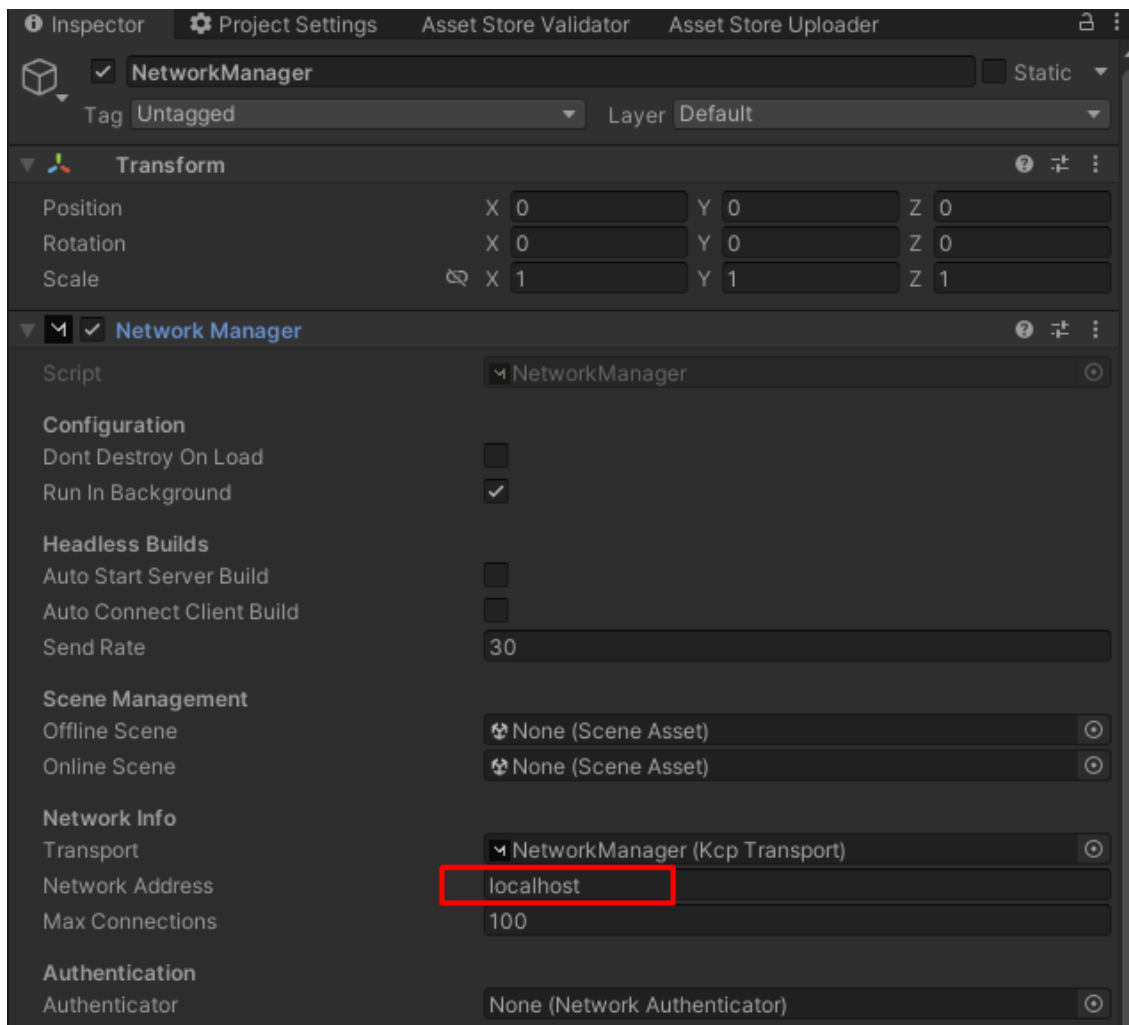 Inspector Project Settings Asset Store Validator Asset Store Uploader
NetworkManager Static
Tag Untagged Layer Default
Transform
Position X 0 Y 0 Z 0
Rotation X 0 Y 0 Z 0
Scale X 1 Y 1 Z 1
Network Manager
Script NetworkManager
Configuration
Dont Destroy On Load
Run In Background
Headless Builds
Auto Start Server Build
Auto Connect Client Build
Send Rate 30
Scene Management
Offline Scene None (Scene Asset)
Online Scene None (Scene Asset)
Network Info
Transport NetworkManager (Kcp Transport)
Network Address localhost
Max Connections 100
Authentication
Authenticator None (Network Authenticator)